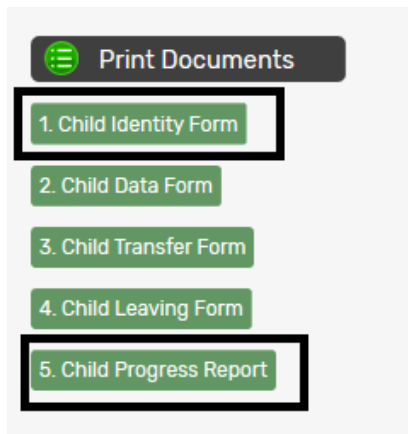 Print Documents
1. Child Identity Form
2. Child Data Form
3. Child Transfer Form
4. Child Leaving Form
5. Child Progress Report